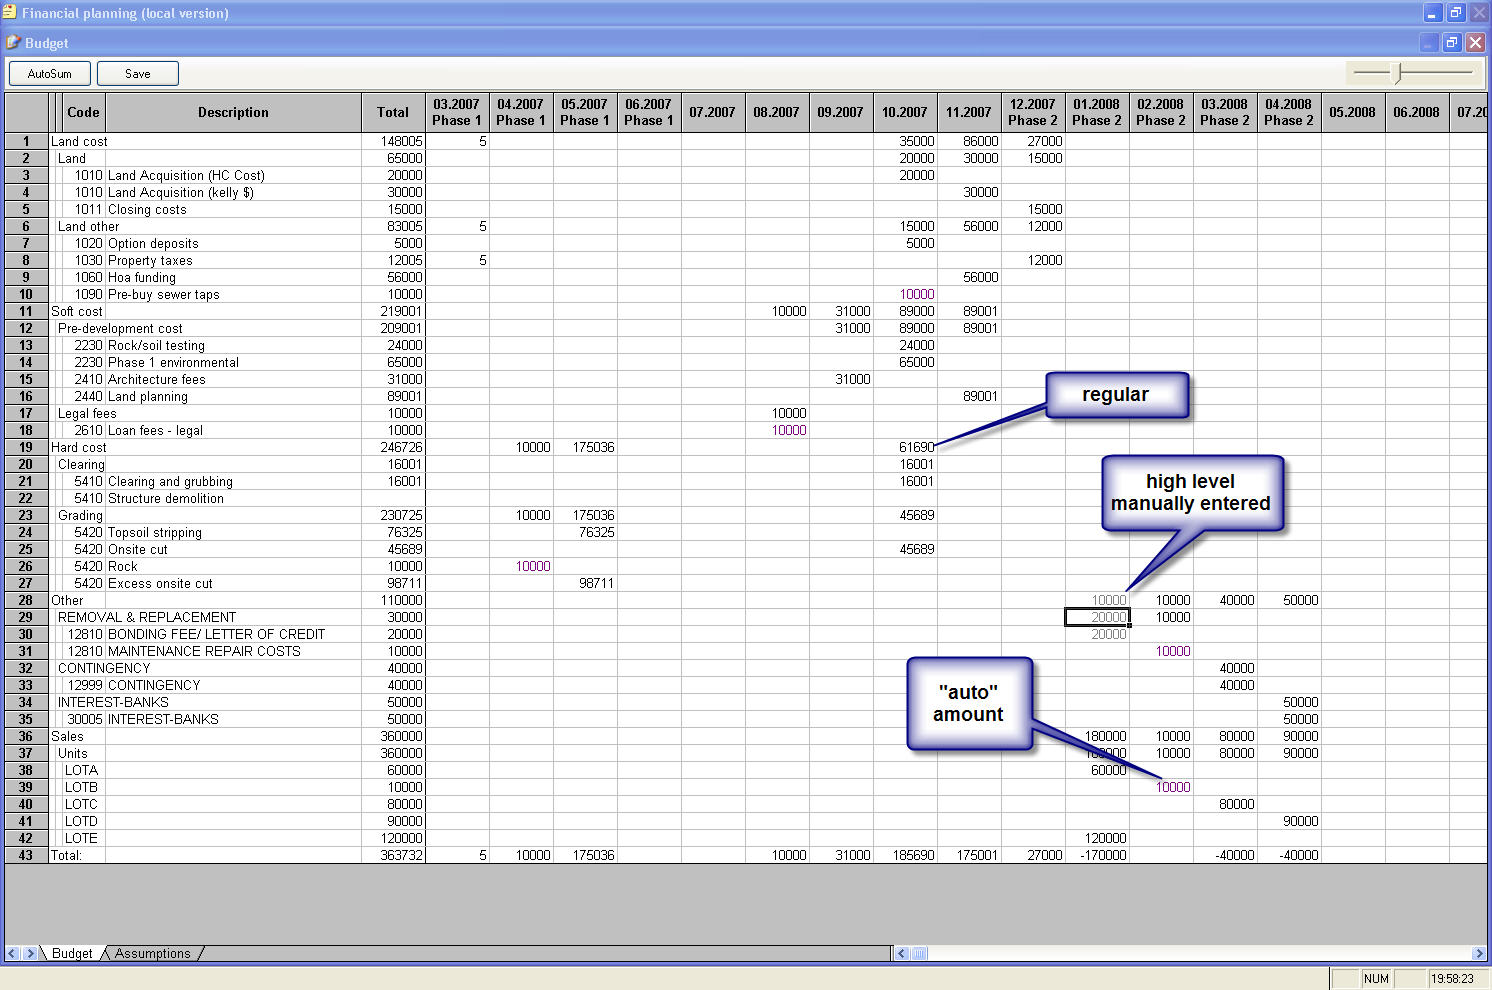 Financial planning (local version)
Budget
AutoSum Save
Code Description Total 03.2007 Phase 1 04.2007 Phase 1 05.2007 Phase 1 06.2007 Phase 1 07.2007 08.2007 09.2007 10.2007 11.2007 12.2007 Phase 2 01.2008 Phase 2 02.2008 Phase 2 03.2008 Phase 2 04.2008 Phase 2 05.2008 06.2008 07.20
1 Land cost 148005 5 35000 86000 27000
2 Land 65000 20000 30000 15000
3 1010 Land Acquisition (HC Cost) 20000 20000
4 1010 Land Acquisition (kelly $) 30000 30000
5 1011 Closing costs 15000 15000
6 Land other 83005 5 15000 56000 12000
7 1020 Option deposits 5000 5000
8 1030 Property taxes 12005 5 12000
9 1060 Hoa funding 56000 56000
10 1090 Pre-buy sewer taps 10000 10000
11 Soft cost 219001 10000 31000 89000 89001
12 Pre-development cost 209001 31000 89000 89001
13 2230 Rock/soil testing 24000 24000
14 2230 Phase 1 environmental 65000 65000
15 2410 Architecture fees 31000 31000
16 2440 Land planning 89001 89001
regular
17 Legal fees 10000 10000
18 2610 Loan fees - legal 10000 10000
19 Hard cost 246726 10000 175036 61690
20 Clearing 16001 16001
21 5410 Clearing and grubbing 16001 16001
high level
manually entered
22 5410 Structure demolition
23 Grading 230725 10000 175036 45689
24 5420 Topsoil stripping 76325 76325
25 5420 Onsite cut 45689 45689
26 5420 Rock 10000 10000
27 5420 Excess onsite cut 98711 98711
28 Other 110000 10000 10000 40000 50000
29 REMOVAL & REPLACEMENT 30000 20000 10000
30 12810 BONDING FEE/ LETTER OF CREDIT 20000 20000
31 12810 MAINTENANCE REPAIR COSTS 10000 10000
32 CONTINGENCY 40000 40000
33 12999 CONTINGENCY 40000 40000
"auto"
amount
34 INTEREST-BANKS 50000 50000
35 30005 INTEREST-BANKS 50000 50000
36 Sales 360000 180000 10000 80000 90000
37 Units 360000 180000 10000 80000 90000
38 LOTA 60000 60000
39 LOTB 10000 10000
40 LOTC 80000 80000
41 LOTD 90000 90000
42 LOTE 120000 120000
43 Total: 363732 5 10000 175036 10000 31000 185690 175001 27000 -170000 -40000 -40000
Budget Assumptions
NUM 19:58:23